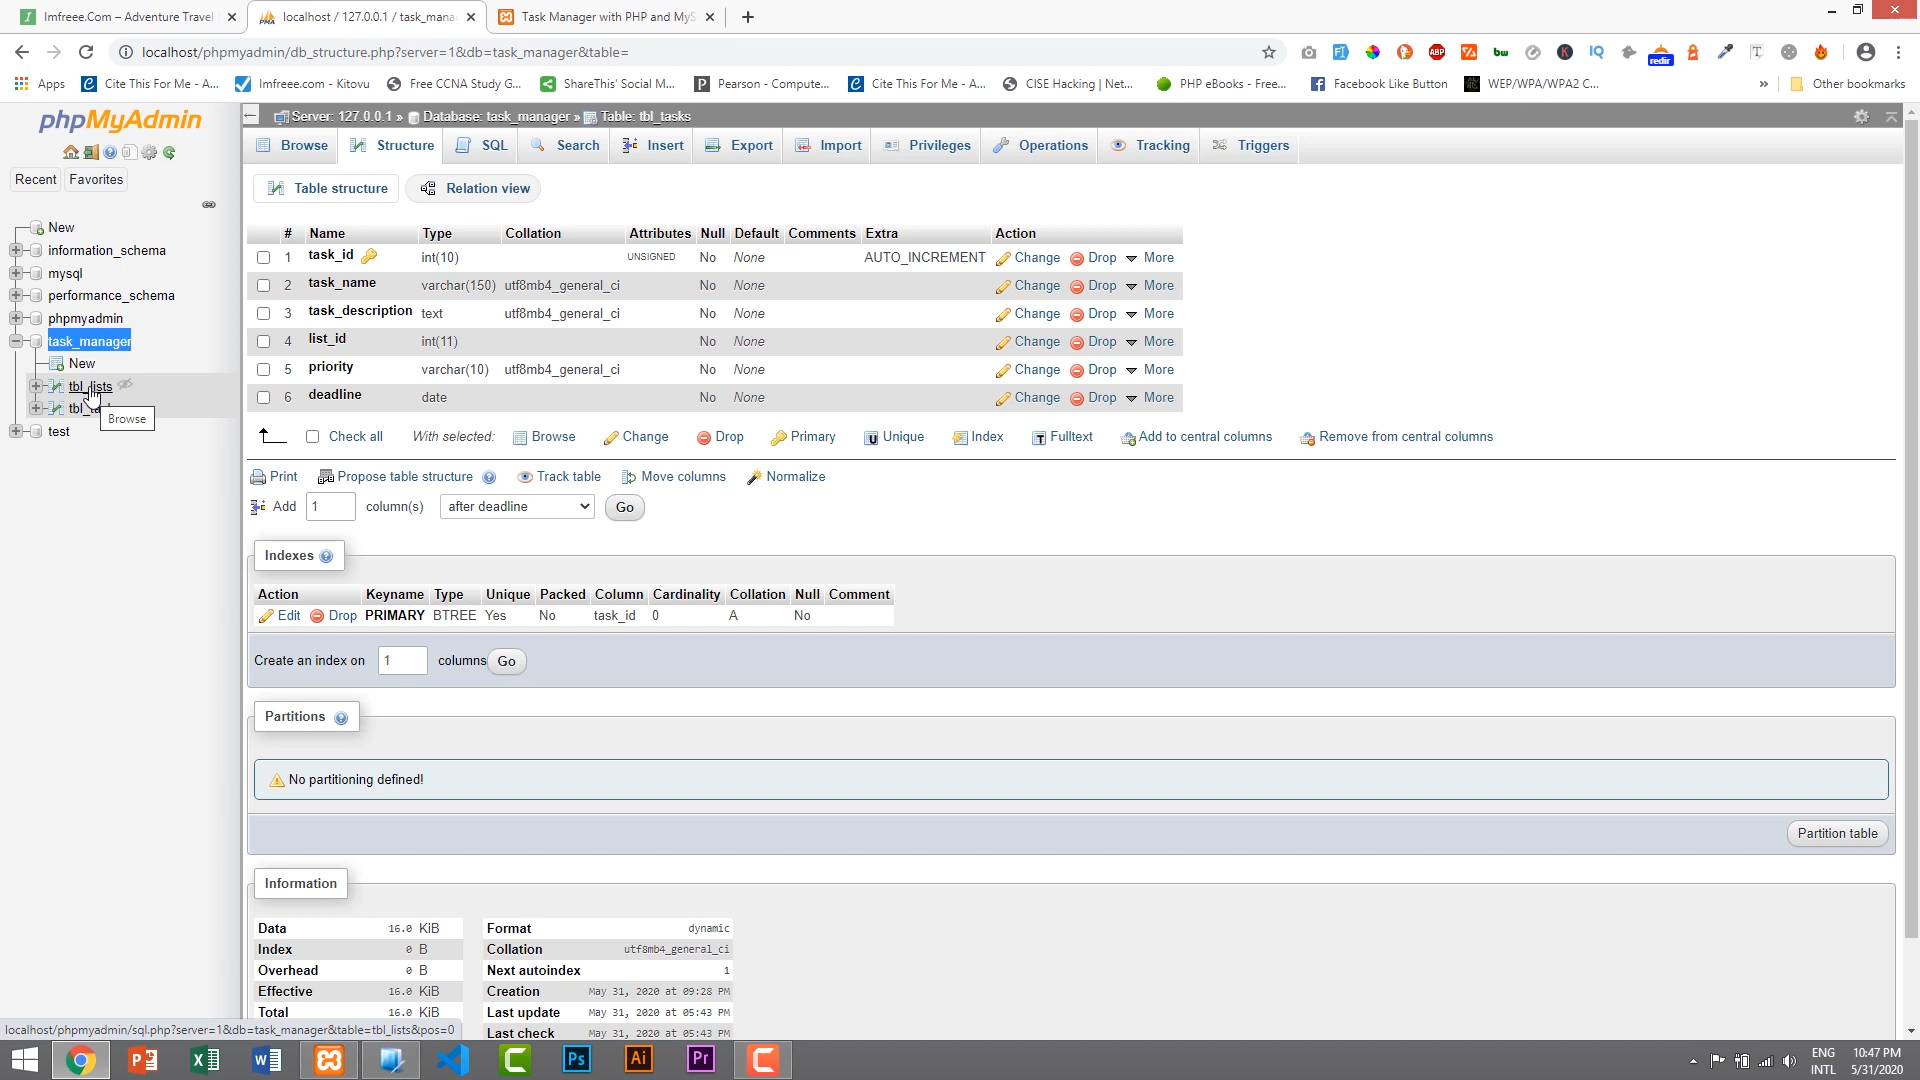 Imfreee.Com – Adventure Travel
localhost / 127.0.0.1 / task_mana
Task Manager with PHP and MyS
localhost/phpmyadmin/db_structure.php?server=1&db=task_manager&table=
Apps
Cite This For Me - A...
Imfreee.com - Kitovu
Free CCNA Study G...
ShareThis' Social M...
Pearson - Compute...
Cite This For Me - A...
CISE Hacking | Net...
PHP eBooks - Free...
Facebook Like Button
WEP/WPA/WPA2 C...
»
Other bookmarks
phpMyAdmin
Recent
Favorites
New
information_schema
mysql
performance_schema
phpmyadmin
task_manager
New
tbl_lists
Browse
test
Server: 127.0.0.1 » Database: task_manager » Table: tbl_tasks
Browse Structure SQL Search Insert Export Import Privileges Operations Tracking Triggers
Table structure Relation view
# Name Type Collation Attributes Null Default Comments Extra Action
1 task_id int(10) UNSIGNED No None AUTO_INCREMENT Change Drop More
2 task_name varchar(150) utf8mb4_general_ci No None Change Drop More
3 task_description text utf8mb4_general_ci No None Change Drop More
4 list_id int(11) No None Change Drop More
5 priority varchar(10) utf8mb4_general_ci No None Change Drop More
6 deadline date No None Change Drop More
Check all With selected: Browse Change Drop Primary Unique Index Fulltext Add to central columns Remove from central columns
Print Propose table structure Track table Move columns Normalize
Add 1 column(s) after deadline Go
Indexes
Action Keyname Type Unique Packed Column Cardinality Collation Null Comment
Edit Drop PRIMARY BTREE Yes No task_id 0 A No
Create an index on 1 columns Go
Partitions
No partitioning defined!
Partition table
Information
Data 16.0 KiB
Index 0 B
Overhead 0 B
Effective 16.0 KiB
Total 16.0 KiB
Format dynamic
Collation utf8mb4_general_ci
Next autoindex 1
Creation May 31, 2020 at 09:28 PM
Last update May 31, 2020 at 05:43 PM
Last check May 31, 2020 at 05:43 PM
localhost/phpmyadmin/sql.php?server=1&db=task_manager&table=tbl_lists&pos=0
ENG
INTL
10:47 PM
5/31/2020